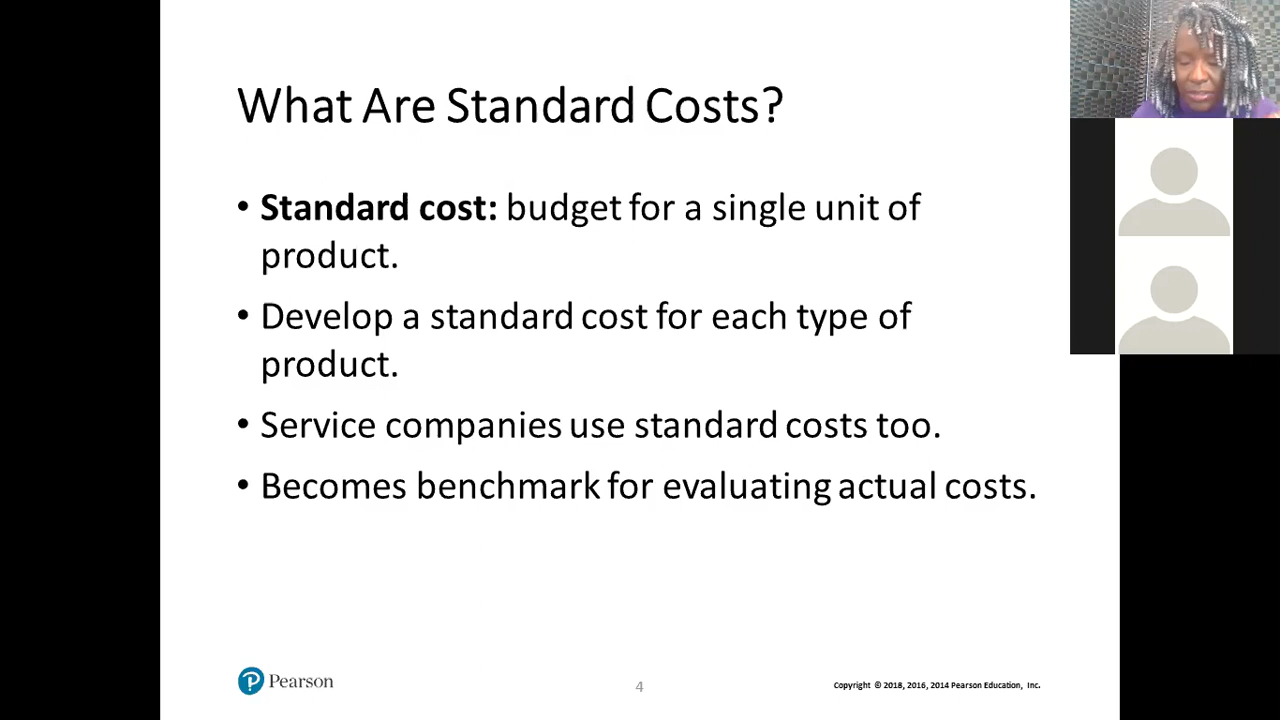 What Are Standard Costs?
• Standard cost: budget for a single unit of
product.
• Develop a standard cost for each type of
product.
• Service companies use standard costs too.
• Becomes benchmark for evaluating actual costs.
P Pearson
4
Copyright © 2018, 2016, 2014 Pearson Education, Inc.